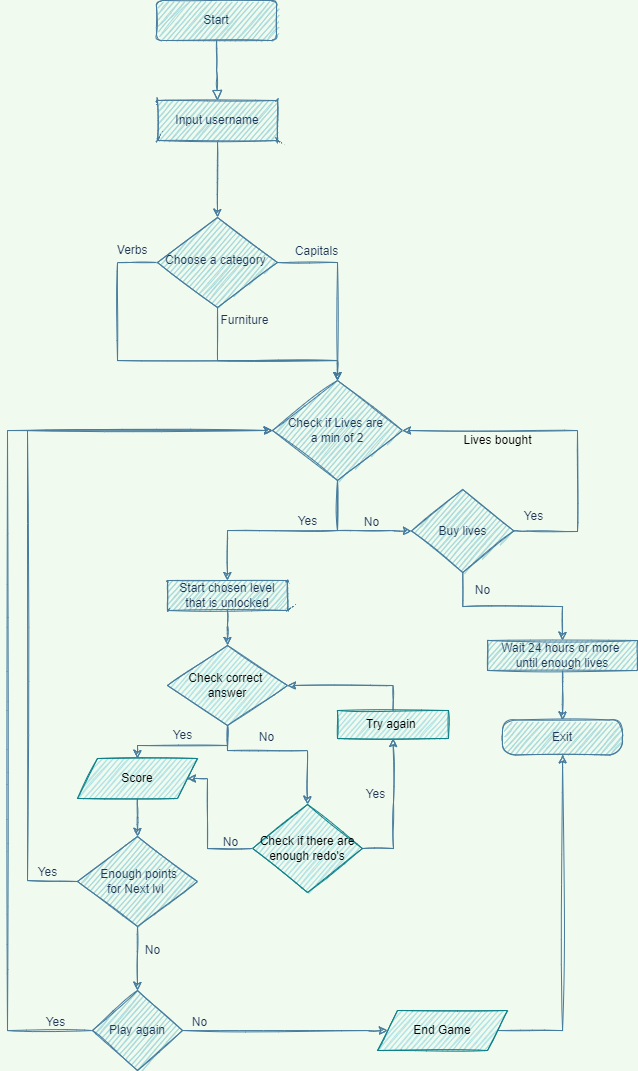 Start
Input username
Verbs
Capitals
Choose a category
Furniture
Check if Lives are
a min of 2
Lives bought
Yes
No
Buy lives
Yes
No
Start chosen level
that is unlocked
Wait 24 hours or more
until enough lives
Check correct
answer
Try again
Exit
Yes
No
Score
Yes
No
Check if there are
enough redo's
Yes
Enough points
for Next lvl
No
Yes
Play again
No
End Game